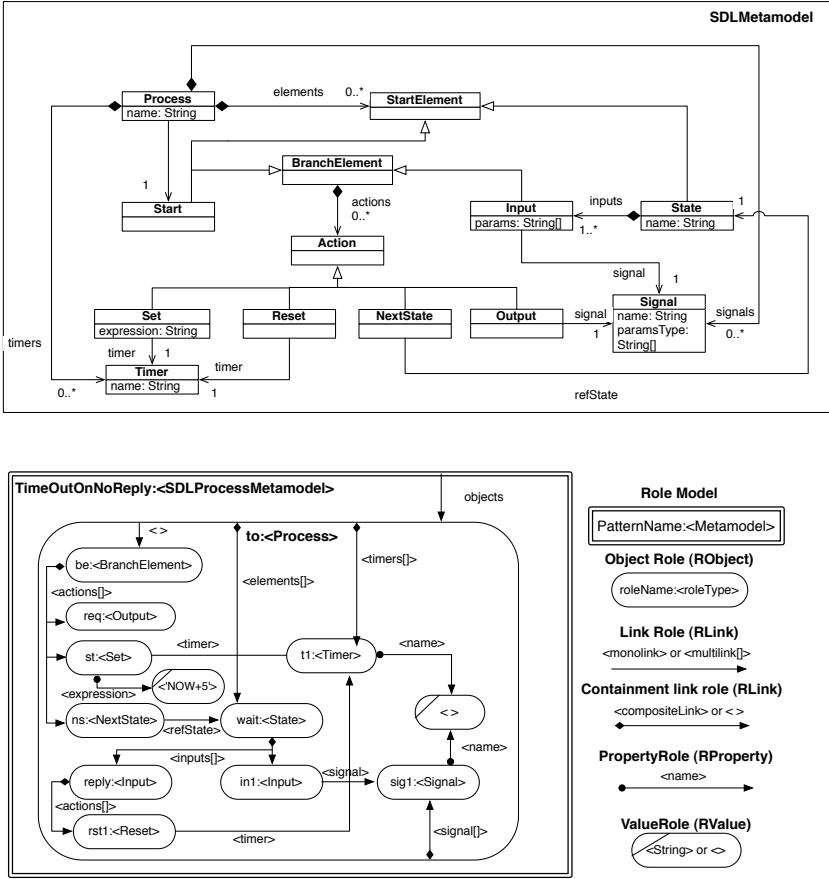 SDLMetamodel
Process
name: String
elements
0..*
StartElement
BranchElement
1
Start
actions
0..*
Action
Input
params: String[]
inputs
1..*
State
name: String
1
signal
1
Set
expression: String
Reset
NextState
Output
signal
1
Signal
name: String
paramsType:
String[]
signals
0..*
timers
timer
1
timer
1
Timer
name: String
0..*
refState
TimeOutOnNoReply:<SDLProcessMetamodel>
objects
< >
to:<Process>
be:<BranchElement>
<actions[]>
<elements[]>
<timers[]>
req:<Output>
st:<Set>
<timer>
t1:<Timer>
<name>
<expression>
<'NOW+5'>
< >
ns:<NextState>
<refState>
wait:<State>
<name>
<inputs[]>
reply:<Input>
in1:<Input>
<signal>
sig1:<Signal>
<actions[]>
rst1:<Reset>
<timer>
<signal[]>
Role Model
PatternName:<Metamodel>
Object Role (RObject)
roleName:<roleType>
Link Role (RLink)
<monolink> or <multilink[]>
Containment link role (RLink)
<compositeLink> or < >
PropertyRole (RProperty)
<name>
ValueRole (RValue)
<String> or <>